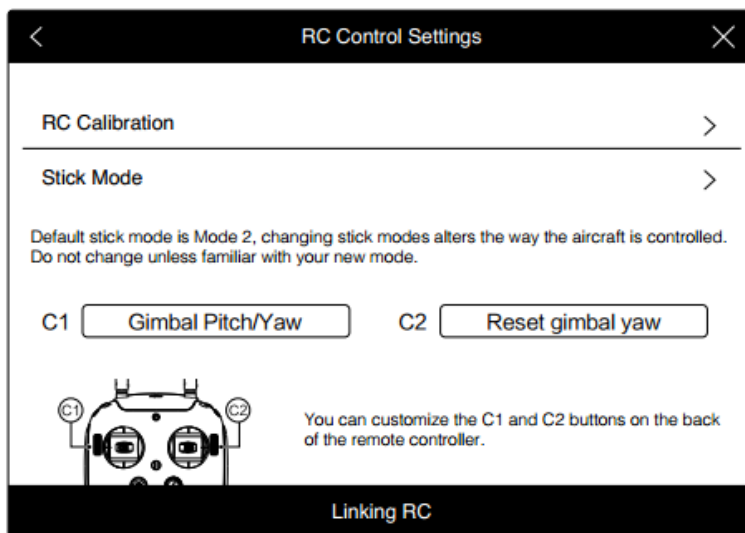 RC Control Settings
RC Calibration
Stick Mode
Default stick mode is Mode 2, changing stick modes alters the way the aircraft is controlled.
Do not change unless familiar with your new mode.
C1 Gimbal Pitch/Yaw C2 Reset gimbal yaw
C1 C2
You can customize the C1 and C2 buttons on the back
of the remote controller.
Linking RC